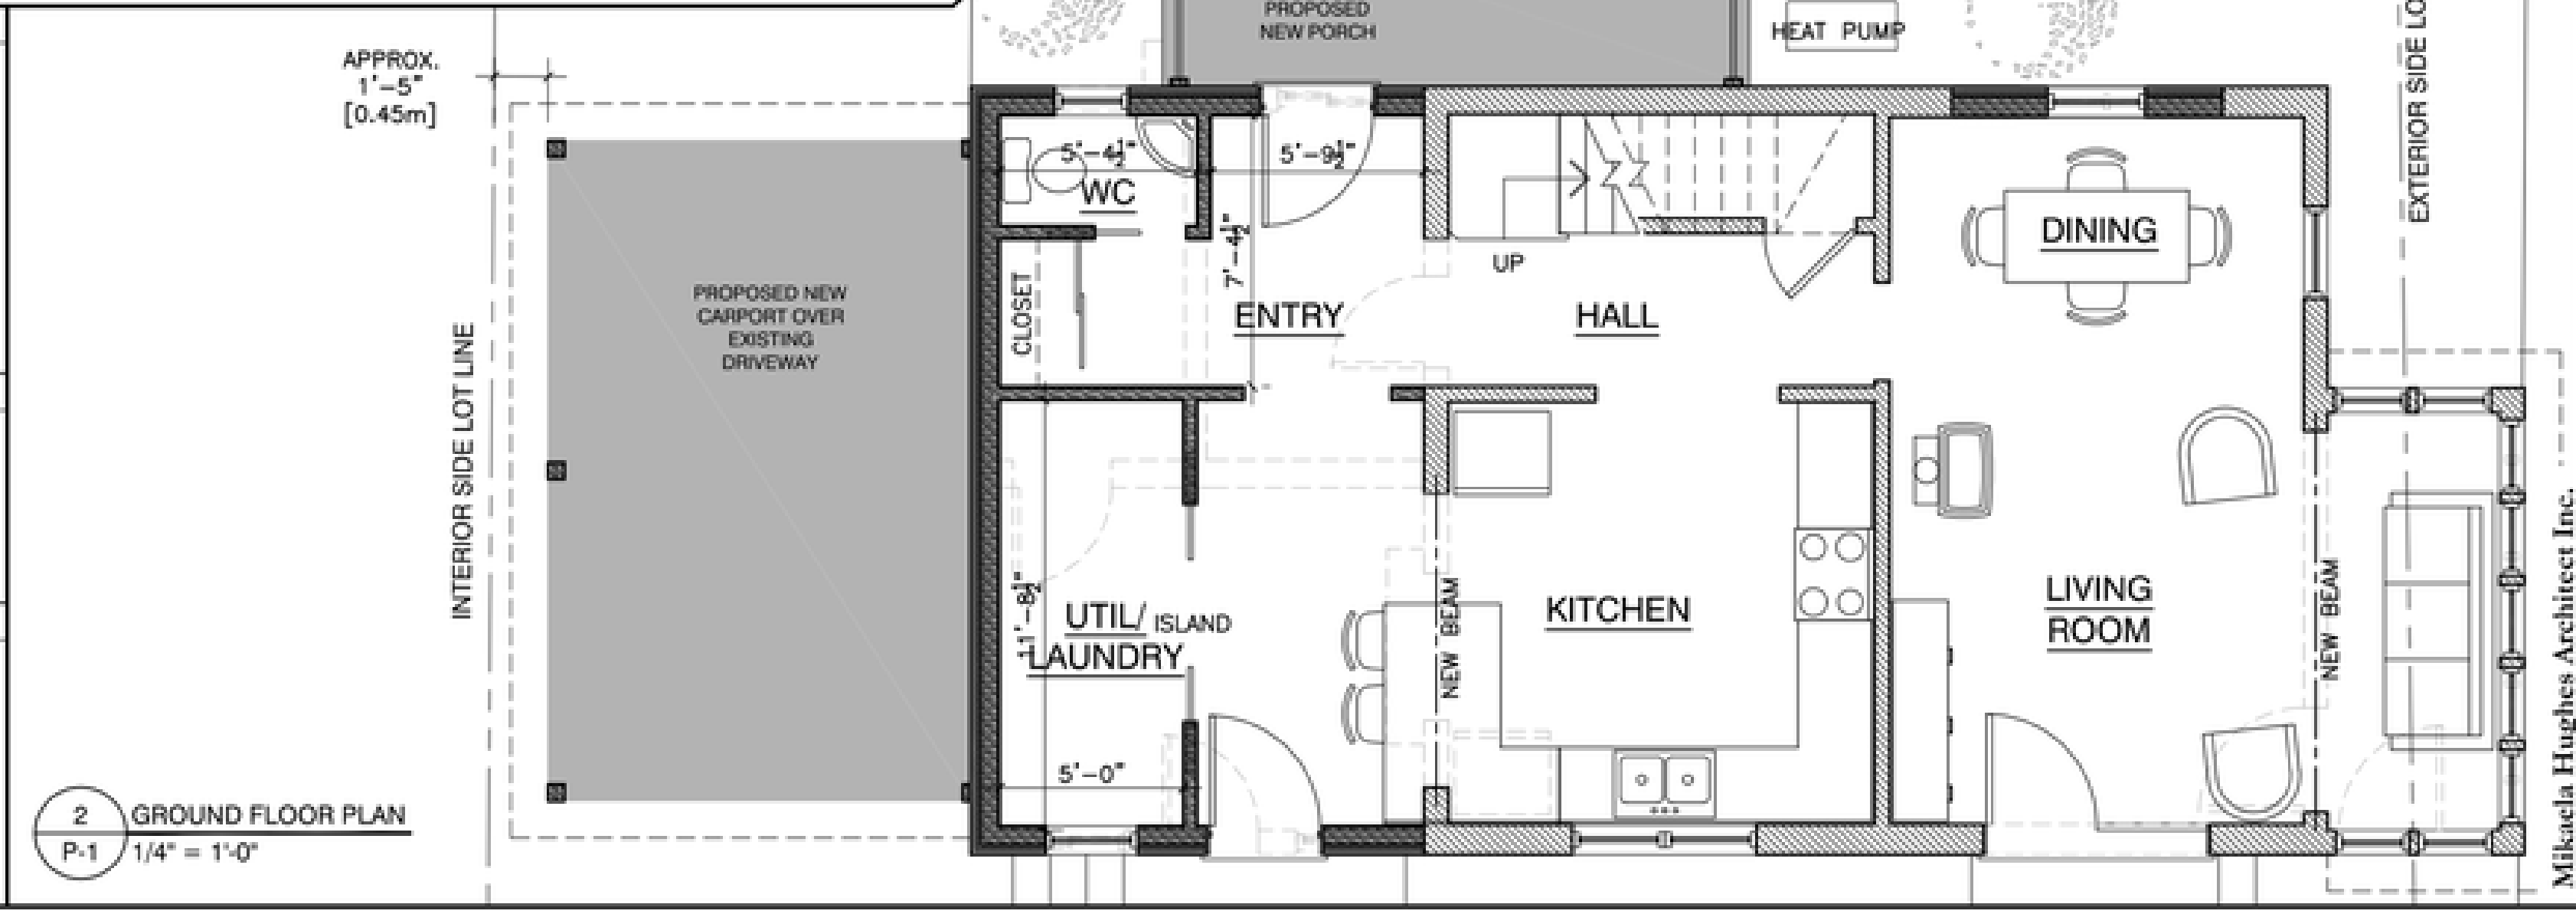 PROPOSED
NEW PORCH
HEAT PUMP
EXTERIOR SIDE LO
APPROX.
1'-5"
[0.45m]
5'-4½"
WC
5'-9½"
7'-4½"
CLOSET
ENTRY
UP
HALL
DINING
PROPOSED NEW
CARPORT OVER
EXISTING
DRIVEWAY
INTERIOR SIDE LOT LINE
11'-8½"
UTIL/
LAUNDRY
ISLAND
5'-0"
NEW BEAM
KITCHEN
LIVING
ROOM
NEW BEAM
Mikaela Hughes Architect Inc.
2
P-1
GROUND FLOOR PLAN
1/4" = 1'-0"